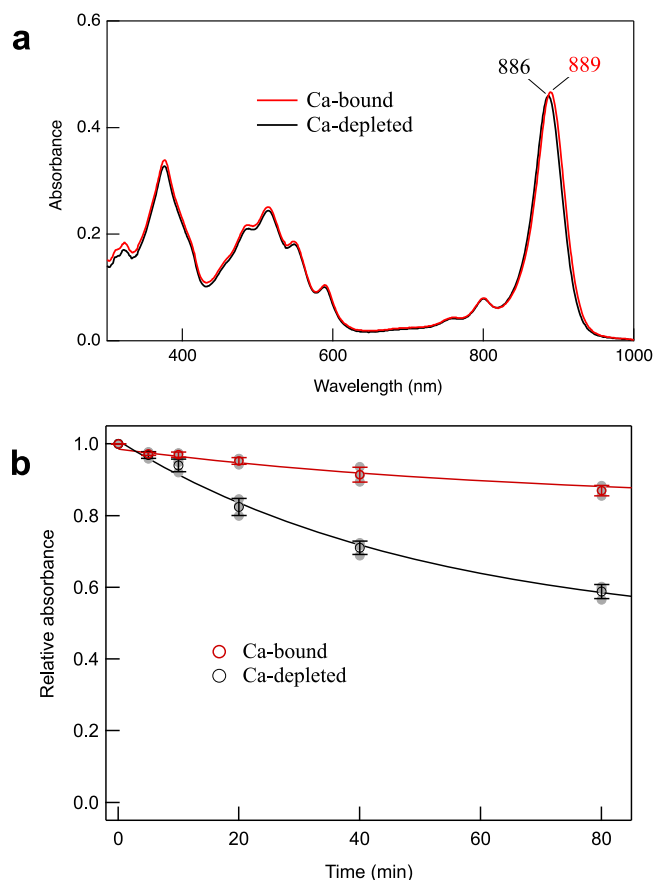 a
0.6
886
889
Ca-bound
Ca-depleted
0.4
Absorbance
0.2
0.0
400
600
800
1000
Wavelength (nm)
b
1.0
0.8
Relative absorbance
0.6
Ca-bound
Ca-depleted
0.4
0.2
0.0
0
20
40
60
80
Time (min)